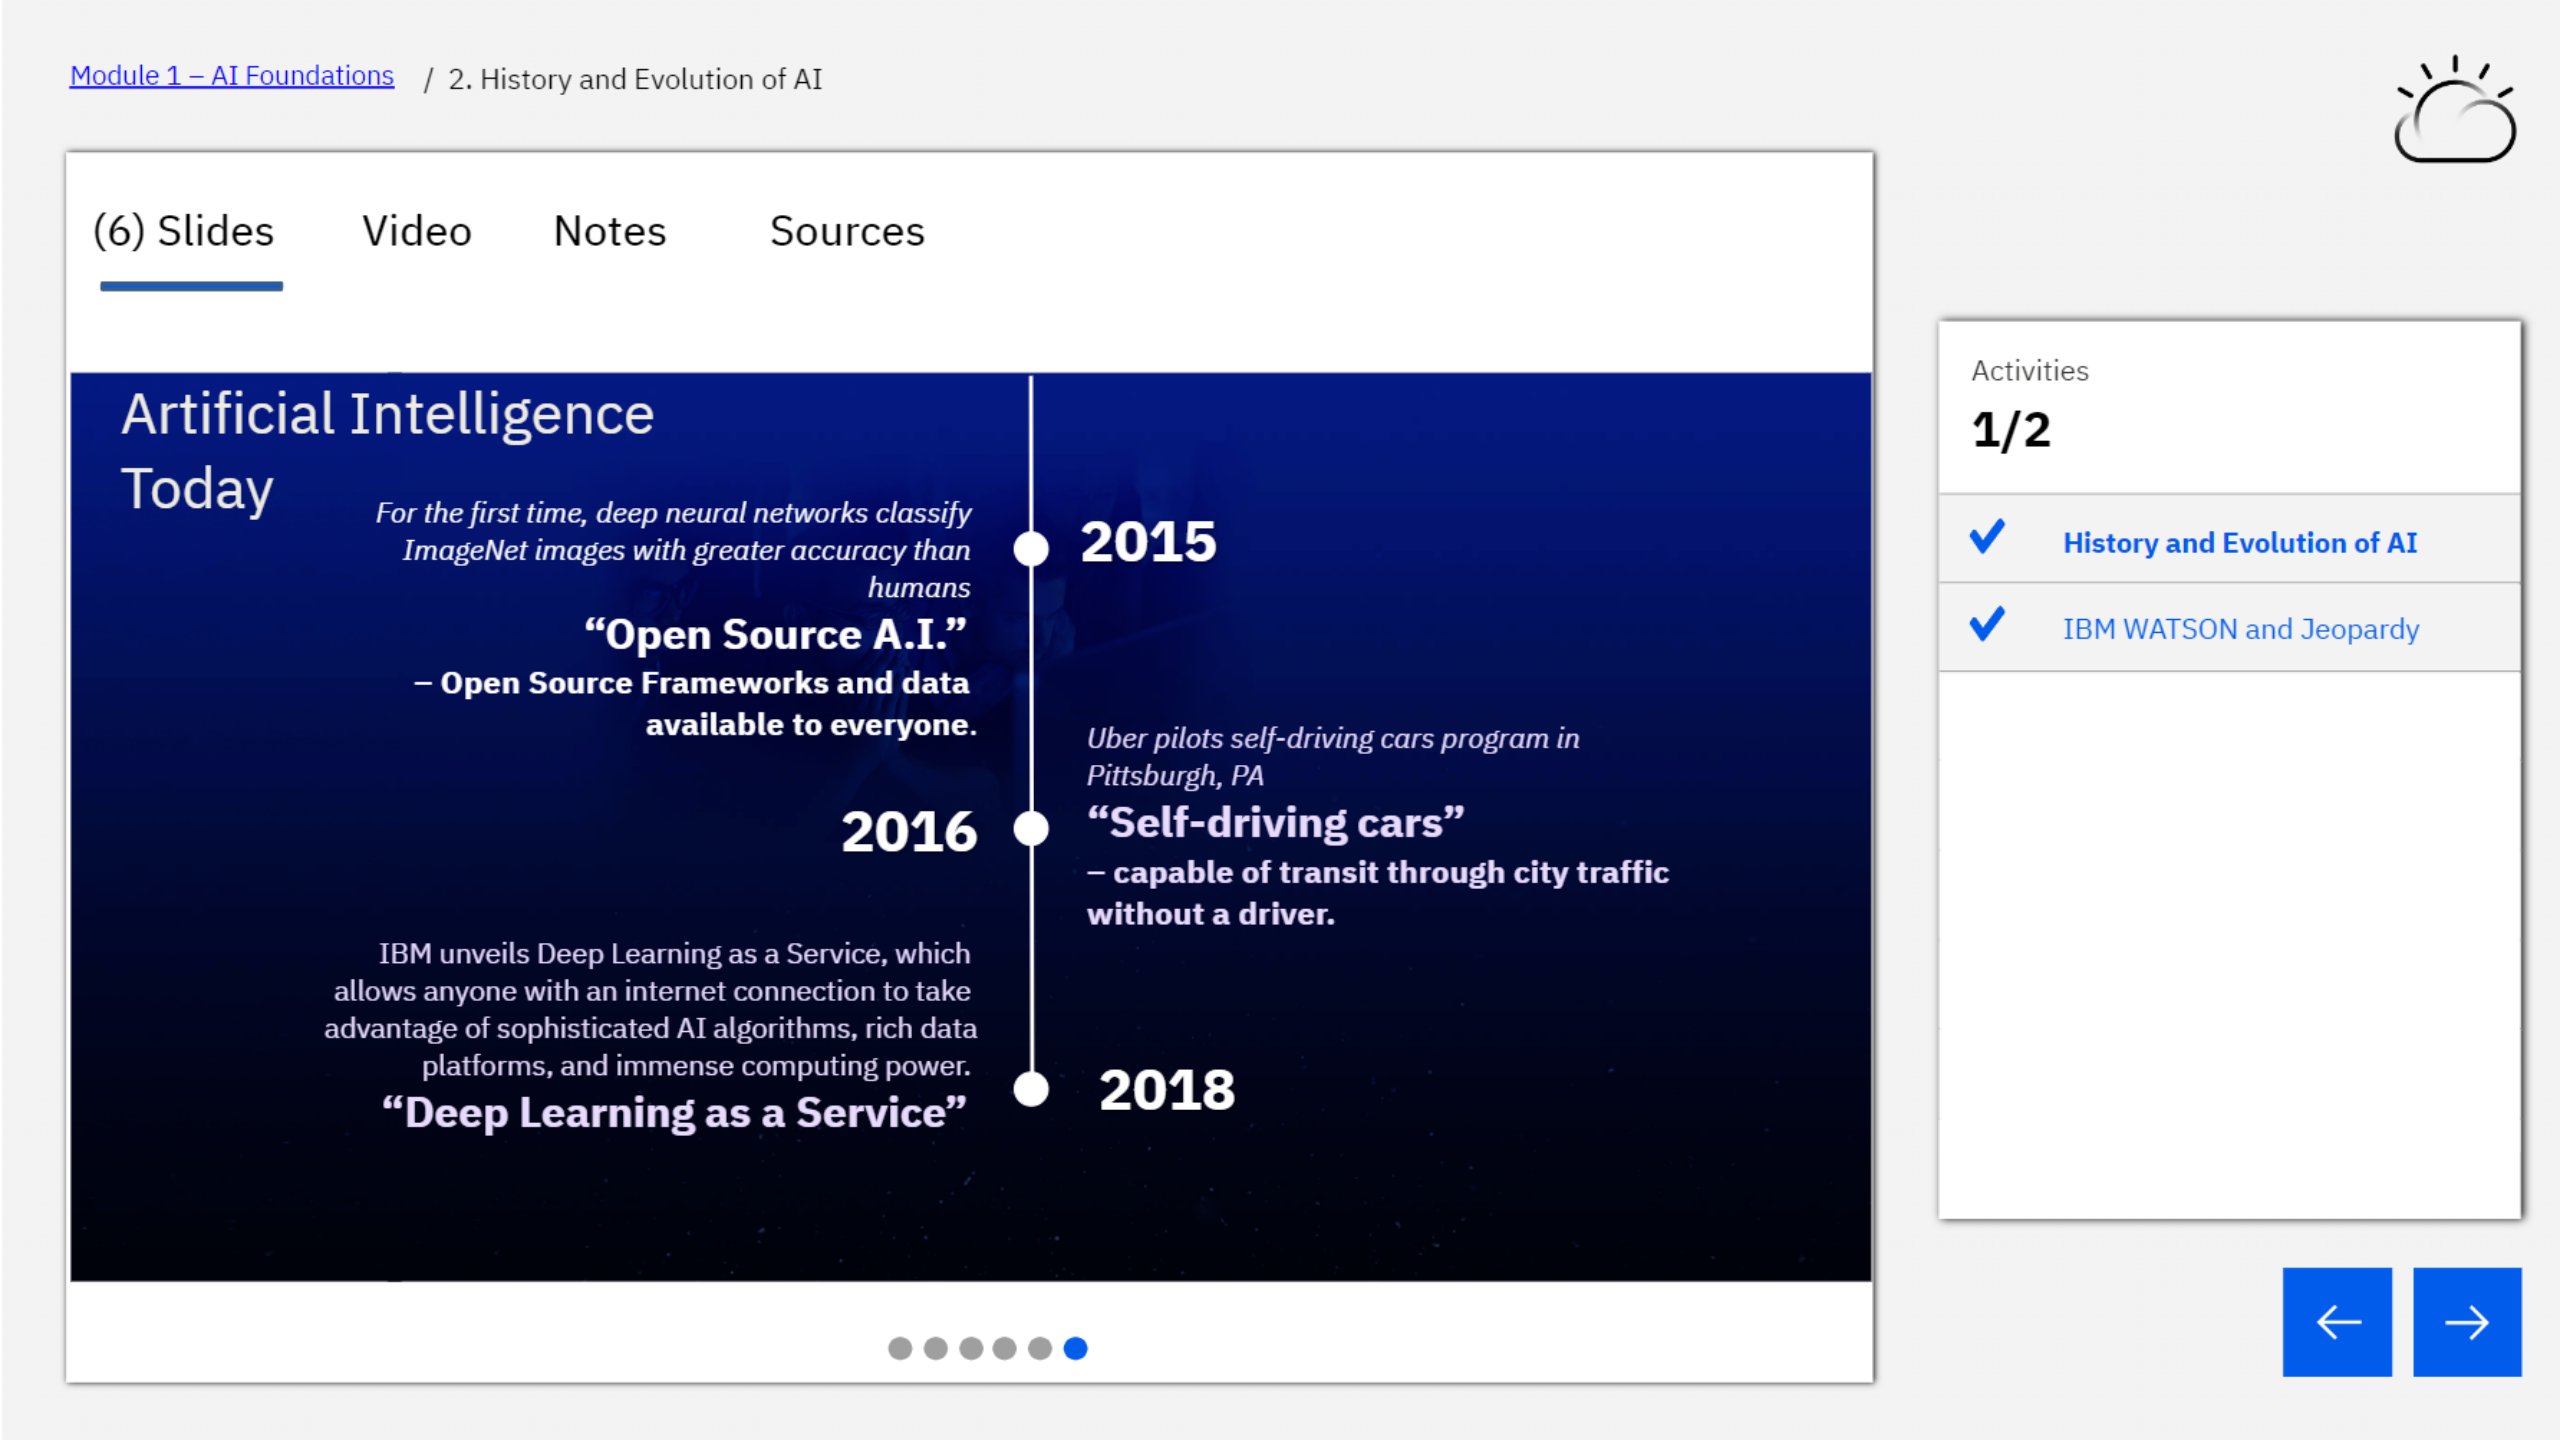 Module 1 – AI Foundations / 2. History and Evolution of AI
(6) Slides Video Notes Sources
Artificial Intelligence
Today
For the first time, deep neural networks classify
ImageNet images with greater accuracy than
humans
“Open Source A.I.”
– Open Source Frameworks and data
available to everyone.
2015
2016
Uber pilots self-driving cars program in
Pittsburgh, PA
“Self-driving cars”
– capable of transit through city traffic
without a driver.
IBM unveils Deep Learning as a Service, which
allows anyone with an internet connection to take
advantage of sophisticated AI algorithms, rich data
platforms, and immense computing power.
“Deep Learning as a Service”
2018
Activities
1/2
History and Evolution of AI
IBM WATSON and Jeopardy